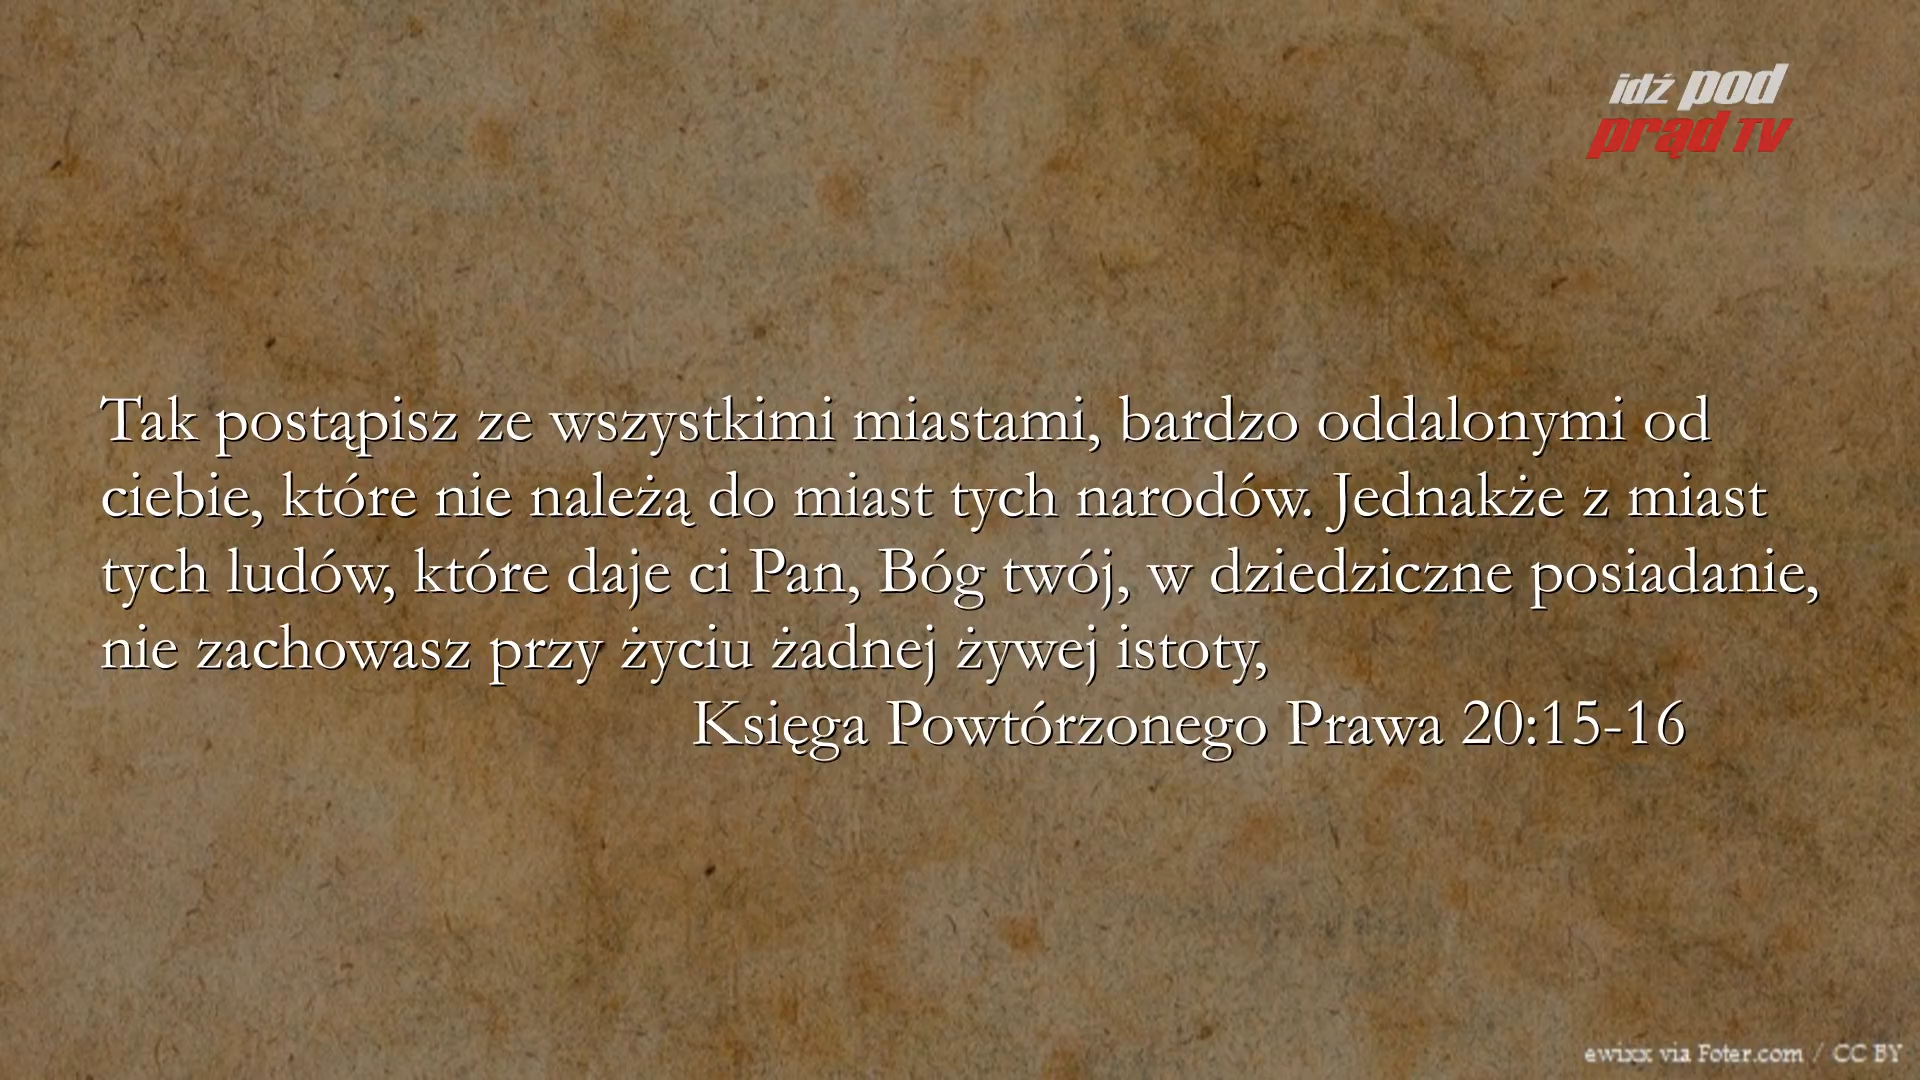 idź pod
prąd TV
Tak postąpisz ze wszystkimi miastami, bardzo oddalonymi od
ciebie, które nie należą do miast tych narodów. Jednakże z miast
tych ludów, które daje ci Pan, Bóg twój, w dziedziczne posiadanie,
nie zachowasz przy życiu żadnej żywej istoty,
Księga Powtórzonego Prawa 20:15-16
ewixx via Foter.com / CC BY